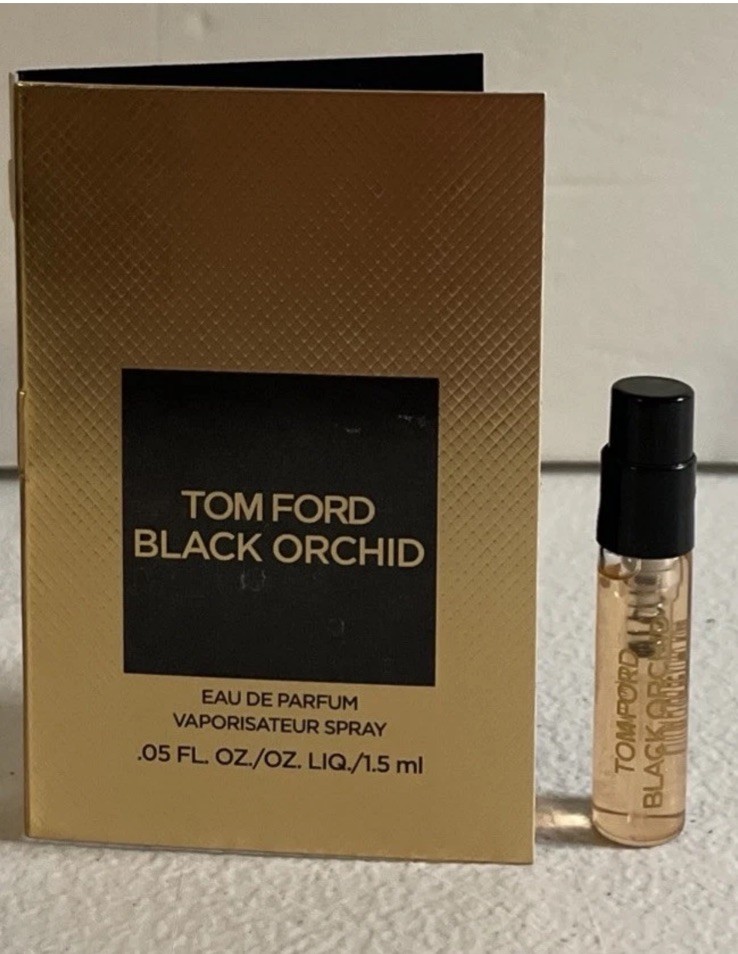 TOM FORD
BLACK ORCHID
EAU DE PARFUM
VAPORISATEUR SPRAY
.05 FL. OZ./OZ. LIQ./1.5 ml
TOM FORD
BLACK ORCHID